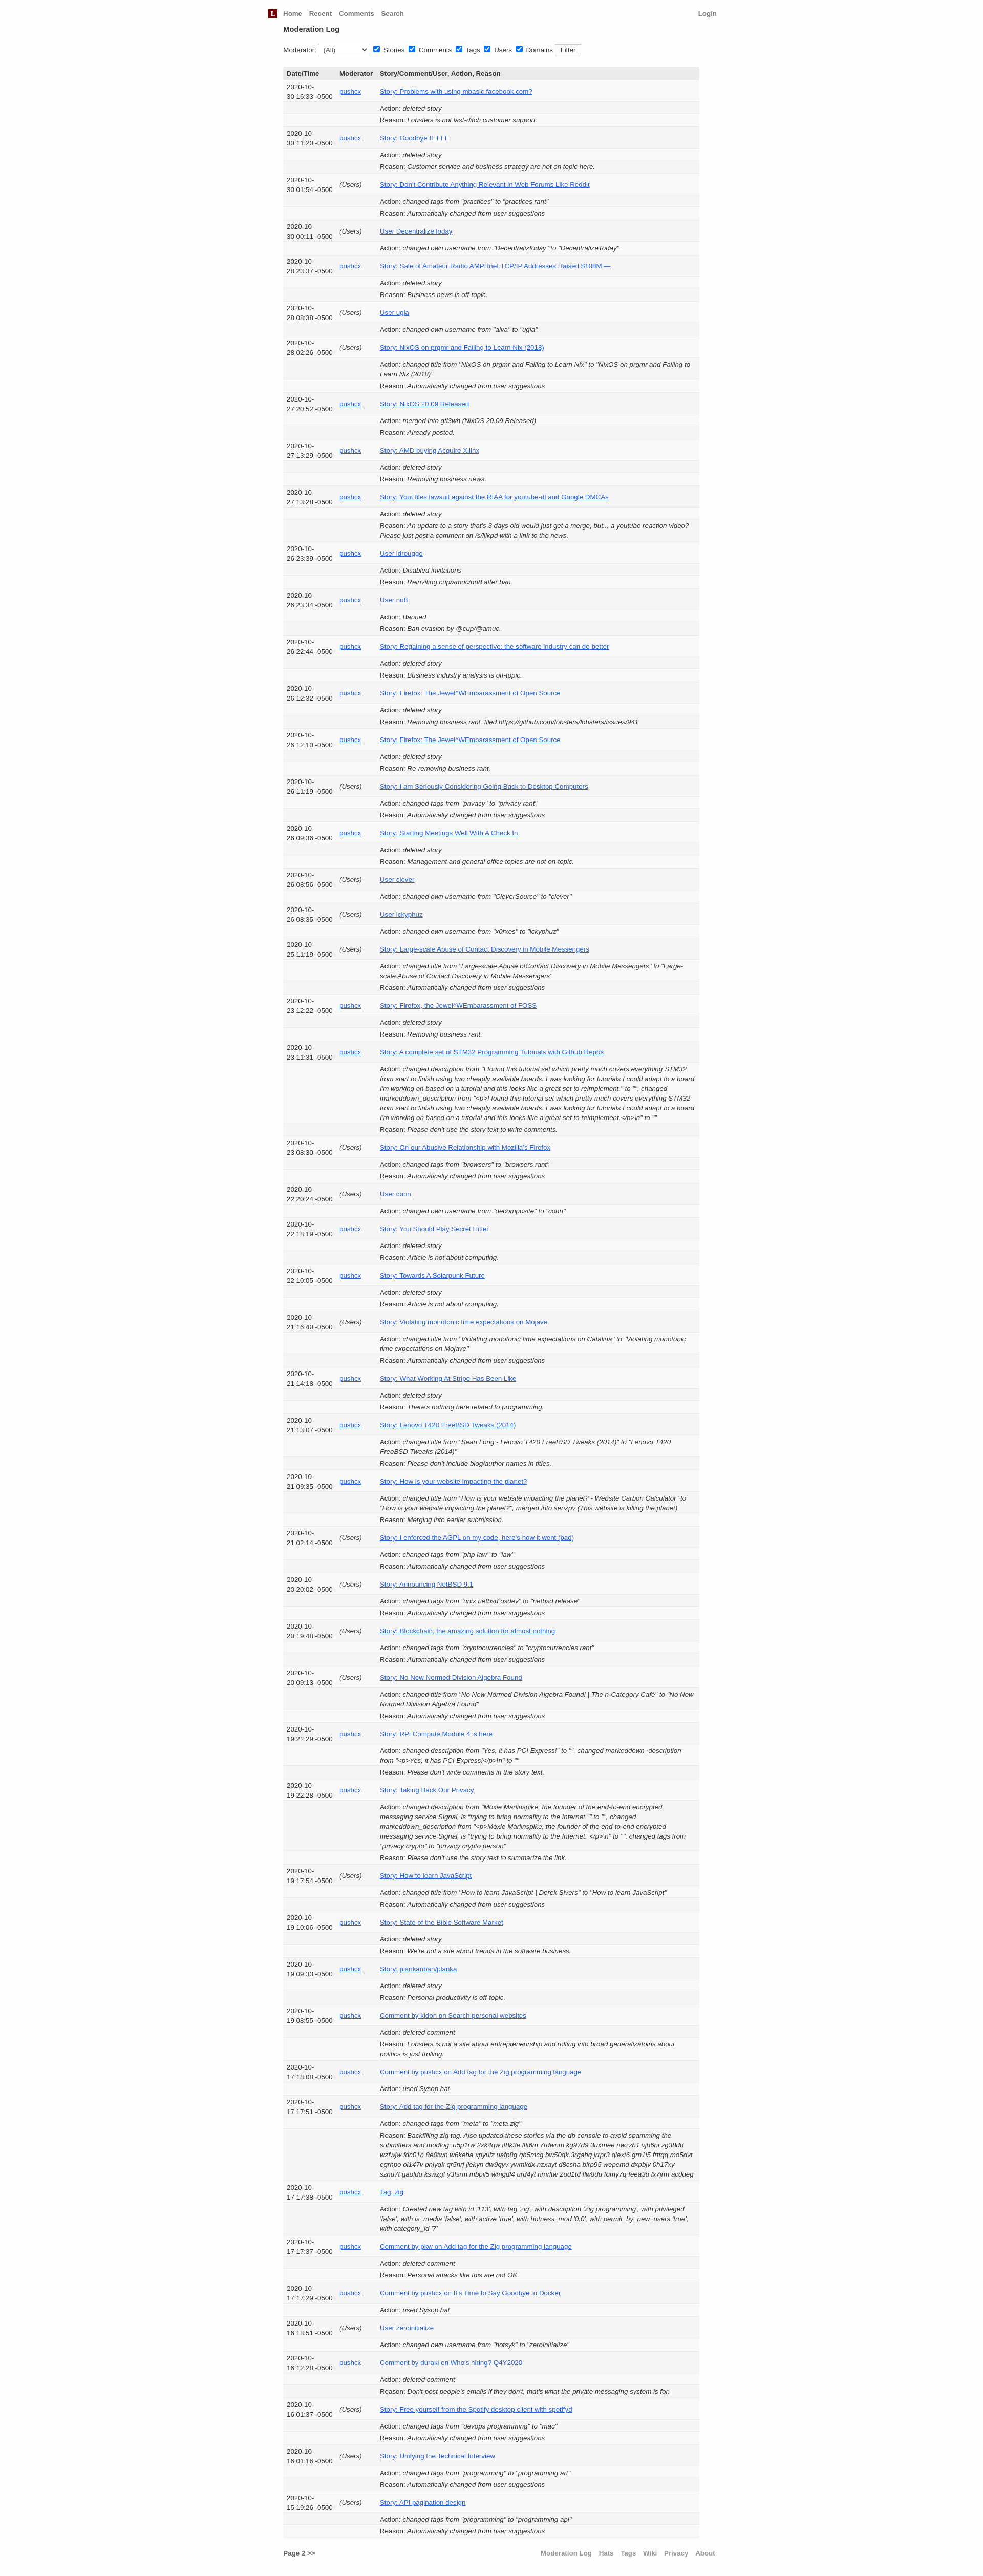 L Home Recent Comments Search Login
Moderation Log
Moderator: (All) Stories Comments Tags Users Domains Filter
Date/Time Moderator Story/Comment/User, Action, Reason
2020-10-
30 16:33 -0500 pushcx Story: Problems with using mbasic.facebook.com?
Action: deleted story
Reason: Lobsters is not last-ditch customer support.
2020-10-
30 11:20 -0500 pushcx Story: Goodbye IFTTT
Action: deleted story
Reason: Customer service and business strategy are not on topic here.
2020-10-
30 01:54 -0500 (Users) Story: Don't Contribute Anything Relevant in Web Forums Like Reddit
Action: changed tags from "practices" to "practices rant"
Reason: Automatically changed from user suggestions
2020-10-
30 00:11 -0500 (Users) User DecentralizeToday
Action: changed own username from "Decentraliztoday" to "DecentralizeToday"
2020-10-
28 23:37 -0500 pushcx Story: Sale of Amateur Radio AMPRnet TCP/IP Addresses Raised $108M —
Action: deleted story
Reason: Business news is off-topic.
2020-10-
28 08:38 -0500 (Users) User ugla
Action: changed own username from "alva" to "ugla"
2020-10-
28 02:26 -0500 (Users) Story: NixOS on prgmr and Failing to Learn Nix (2018)
Action: changed title from "NixOS on prgmr and Failing to Learn Nix" to "NixOS on prgmr and Failing to
Learn Nix (2018)"
Reason: Automatically changed from user suggestions
2020-10-
27 20:52 -0500 pushcx Story: NixOS 20.09 Released
Action: merged into gtl3wh (NixOS 20.09 Released)
Reason: Already posted.
2020-10-
27 13:29 -0500 pushcx Story: AMD buying Acquire Xilinx
Action: deleted story
Reason: Removing business news.
2020-10-
27 13:28 -0500 pushcx Story: Yout files lawsuit against the RIAA for youtube-dl and Google DMCAs
Action: deleted story
Reason: An update to a story that's 3 days old would just get a merge, but... a youtube reaction video?
Please just post a comment on /s/ljikpd with a link to the news.
2020-10-
26 23:39 -0500 pushcx User idrougge
Action: Disabled invitations
Reason: Reinviting cup/amuc/nu8 after ban.
2020-10-
26 23:34 -0500 pushcx User nu8
Action: Banned
Reason: Ban evasion by @cup/@amuc.
2020-10-
26 22:44 -0500 pushcx Story: Regaining a sense of perspective: the software industry can do better
Action: deleted story
Reason: Business industry analysis is off-topic.
2020-10-
26 12:32 -0500 pushcx Story: Firefox: The Jewel^WEmbarassment of Open Source
Action: deleted story
Reason: Removing business rant, filed https://github.com/lobsters/lobsters/issues/941
2020-10-
26 12:10 -0500 pushcx Story: Firefox: The Jewel^WEmbarassment of Open Source
Action: deleted story
Reason: Re-removing business rant.
2020-10-
26 11:19 -0500 (Users) Story: I am Seriously Considering Going Back to Desktop Computers
Action: changed tags from "privacy" to "privacy rant"
Reason: Automatically changed from user suggestions
2020-10-
26 09:36 -0500 pushcx Story: Starting Meetings Well With A Check In
Action: deleted story
Reason: Management and general office topics are not on-topic.
2020-10-
26 08:56 -0500 (Users) User clever
Action: changed own username from "CleverSource" to "clever"
2020-10-
26 08:35 -0500 (Users) User ickyphuz
Action: changed own username from "x0rxes" to "ickyphuz"
2020-10-
25 11:19 -0500 (Users) Story: Large-scale Abuse of Contact Discovery in Mobile Messengers
Action: changed title from "Large-scale Abuse ofContact Discovery in Mobile Messengers" to "Large-
scale Abuse of Contact Discovery in Mobile Messengers"
Reason: Automatically changed from user suggestions
2020-10-
23 12:22 -0500 pushcx Story: Firefox, the Jewel^WEmbarassment of FOSS
Action: deleted story
Reason: Removing business rant.
2020-10-
23 11:31 -0500 pushcx Story: A complete set of STM32 Programming Tutorials with Github Repos
Action: changed description from "I found this tutorial set which pretty much covers everything STM32
from start to finish using two cheaply available boards. I was looking for tutorials I could adapt to a board
I'm working on based on a tutorial and this looks like a great set to reimplement." to "", changed
markeddown_description from "<p>I found this tutorial set which pretty much covers everything STM32
from start to finish using two cheaply available boards. I was looking for tutorials I could adapt to a board
I'm working on based on a tutorial and this looks like a great set to reimplement.</p>\n" to ""
Reason: Please don't use the story text to write comments.
2020-10-
23 08:30 -0500 (Users) Story: On our Abusive Relationship with Mozilla's Firefox
Action: changed tags from "browsers" to "browsers rant"
Reason: Automatically changed from user suggestions
2020-10-
22 20:24 -0500 (Users) User conn
Action: changed own username from "decomposite" to "conn"
2020-10-
22 18:19 -0500 pushcx Story: You Should Play Secret Hitler
Action: deleted story
Reason: Article is not about computing.
2020-10-
22 10:05 -0500 pushcx Story: Towards A Solarpunk Future
Action: deleted story
Reason: Article is not about computing.
2020-10-
21 16:40 -0500 (Users) Story: Violating monotonic time expectations on Mojave
Action: changed title from "Violating monotonic time expectations on Catalina" to "Violating monotonic
time expectations on Mojave"
Reason: Automatically changed from user suggestions
2020-10-
21 14:18 -0500 pushcx Story: What Working At Stripe Has Been Like
Action: deleted story
Reason: There's nothing here related to programming.
2020-10-
21 13:07 -0500 pushcx Story: Lenovo T420 FreeBSD Tweaks (2014)
Action: changed title from "Sean Long - Lenovo T420 FreeBSD Tweaks (2014)" to "Lenovo T420
FreeBSD Tweaks (2014)"
Reason: Please don't include blog/author names in titles.
2020-10-
21 09:35 -0500 pushcx Story: How is your website impacting the planet?
Action: changed title from "How is your website impacting the planet? - Website Carbon Calculator" to
"How is your website impacting the planet?", merged into senzpv (This website is killing the planet)
Reason: Merging into earlier submission.
2020-10-
21 02:14 -0500 (Users) Story: I enforced the AGPL on my code, here's how it went (bad)
Action: changed tags from "php law" to "law"
Reason: Automatically changed from user suggestions
2020-10-
20 20:02 -0500 (Users) Story: Announcing NetBSD 9.1
Action: changed tags from "unix netbsd osdev" to "netbsd release"
Reason: Automatically changed from user suggestions
2020-10-
20 19:48 -0500 (Users) Story: Blockchain, the amazing solution for almost nothing
Action: changed tags from "cryptocurrencies" to "cryptocurrencies rant"
Reason: Automatically changed from user suggestions
2020-10-
20 09:13 -0500 (Users) Story: No New Normed Division Algebra Found
Action: changed title from "No New Normed Division Algebra Found! | The n-Category Café" to "No New
Normed Division Algebra Found"
Reason: Automatically changed from user suggestions
2020-10-
19 22:29 -0500 pushcx Story: RPi Compute Module 4 is here
Action: changed description from "Yes, it has PCI Express!" to "", changed markeddown_description
from "<p>Yes, it has PCI Express!</p>\n" to ""
Reason: Please don't write comments in the story text.
2020-10-
19 22:28 -0500 pushcx Story: Taking Back Our Privacy
Action: changed description from "Moxie Marlinspike, the founder of the end-to-end encrypted
messaging service Signal, is “trying to bring normality to the Internet.”" to "", changed
markeddown_description from "<p>Moxie Marlinspike, the founder of the end-to-end encrypted
messaging service Signal, is “trying to bring normality to the Internet.”</p>\n" to "", changed tags from
"privacy crypto" to "privacy crypto person"
Reason: Please don't use the story text to summarize the link.
2020-10-
19 17:54 -0500 (Users) Story: How to learn JavaScript
Action: changed title from "How to learn JavaScript | Derek Sivers" to "How to learn JavaScript"
Reason: Automatically changed from user suggestions
2020-10-
19 10:06 -0500 pushcx Story: State of the Bible Software Market
Action: deleted story
Reason: We're not a site about trends in the software business.
2020-10-
19 09:33 -0500 pushcx Story: plankanban/planka
Action: deleted story
Reason: Personal productivity is off-topic.
2020-10-
19 08:55 -0500 pushcx Comment by kidon on Search personal websites
Action: deleted comment
Reason: Lobsters is not a site about entrepreneurship and rolling into broad generalizatoins about
politics is just trolling.
2020-10-
17 18:08 -0500 pushcx Comment by pushcx on Add tag for the Zig programming language
Action: used Sysop hat
2020-10-
17 17:51 -0500 pushcx Story: Add tag for the Zig programming language
Action: changed tags from "meta" to "meta zig"
Reason: Backfilling zig tag. Also updated these stories via the db console to avoid spamming the
submitters and modlog: u5p1rw 2xk4qw if8k3e lfli6m 7rdwnm kg97d9 3uxmee nwzzh1 vjh6ni zg38dd
wzfwjw fdc01n 8e0twn w6keha xpyulz uafp8g qh5mcg bw50qk 3rgahq jrrpr3 qiext6 grn1i5 frttqq mo5dvt
egrhpo oi147v pnjyqk qr5nrj jlekyn dw9qyv ywmkdx nzxayt d8csha blrp95 wepemd dxpbjv 0h17xy
szhu7t gaoldu kswzgf y3fsrm mbpil5 wmgdl4 urd4yt nmrltw 2ud1td flw8du fomy7q feea3u lx7jrm acdqeg
2020-10-
17 17:38 -0500 pushcx Tag: zig
Action: Created new tag with id '113', with tag 'zig', with description 'Zig programming', with privileged
'false', with is_media 'false', with active 'true', with hotness_mod '0.0', with permit_by_new_users 'true',
with category_id '7'
2020-10-
17 17:37 -0500 pushcx Comment by pkw on Add tag for the Zig programming language
Action: deleted comment
Reason: Personal attacks like this are not OK.
2020-10-
17 17:29 -0500 pushcx Comment by pushcx on It's Time to Say Goodbye to Docker
Action: used Sysop hat
2020-10-
16 18:51 -0500 (Users) User zeroinitialize
Action: changed own username from "hotsyk" to "zeroinitialize"
2020-10-
16 12:28 -0500 pushcx Comment by duraki on Who's hiring? Q4Y2020
Action: deleted comment
Reason: Don't post people's emails if they don't, that's what the private messaging system is for.
2020-10-
16 01:37 -0500 (Users) Story: Free yourself from the Spotify desktop client with spotifyd
Action: changed tags from "devops programming" to "mac"
Reason: Automatically changed from user suggestions
2020-10-
16 01:16 -0500 (Users) Story: Unifying the Technical Interview
Action: changed tags from "programming" to "programming art"
Reason: Automatically changed from user suggestions
2020-10-
15 19:26 -0500 (Users) Story: API pagination design
Action: changed tags from "programming" to "programming api"
Reason: Automatically changed from user suggestions
Page 2 >> Moderation Log Hats Tags Wiki Privacy About